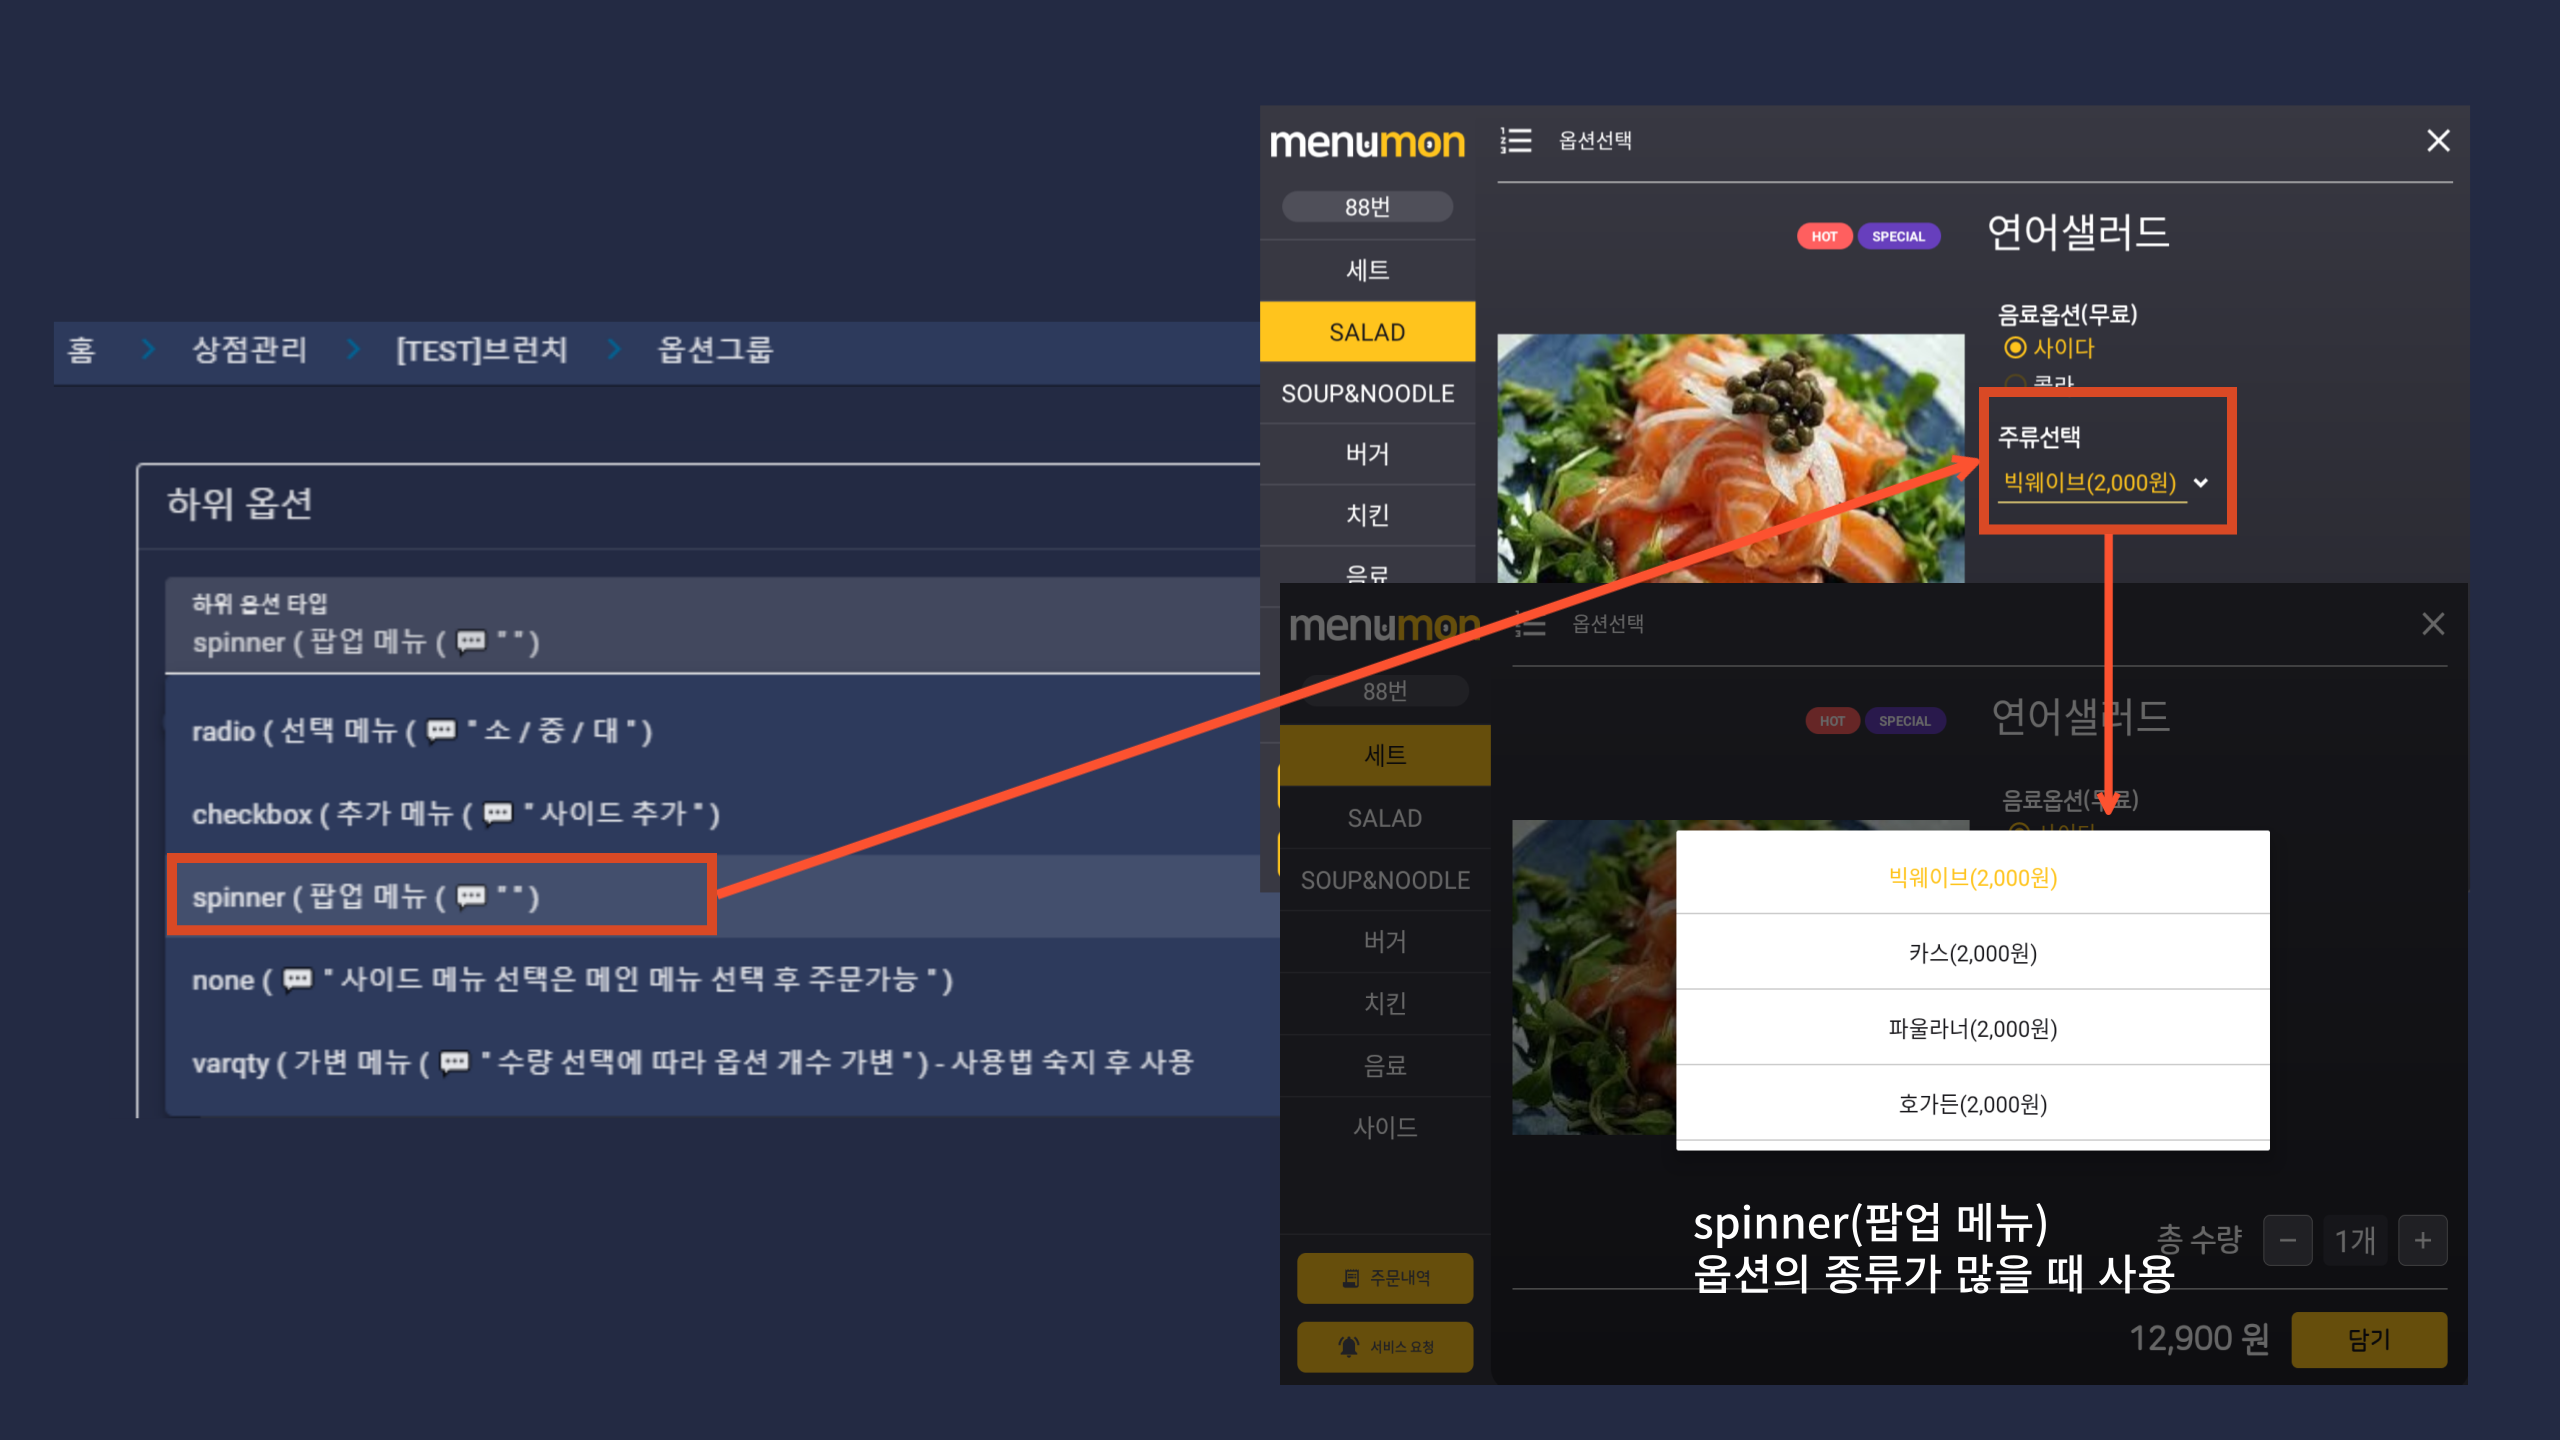 홈 > 상점관리 > [TEST]브런치 > 옵션그룹
하위 옵션
하위 옵션 타입
spinner ( 팝업 메뉴 ( 💬 " " )
radio ( 선택 메뉴 ( 💬 " 소 / 중 / 대 " )
checkbox ( 추가 메뉴 ( 💬 " 사이드 추가 " )
spinner ( 팝업 메뉴 ( 💬 " " )
none ( 💬 " 사이드 메뉴 선택은 메인 메뉴 선택 후 주문가능 " )
varqty ( 가변 메뉴 ( 💬 " 수량 선택에 따라 옵션 개수 가변 " ) - 사용법 숙지 후 사용
menumon
88번
세트
SALAD
SOUP&NOODLE
버거
치킨
음료
옵션선택
HOT SPECIAL
연어샐러드
음료옵션(무료)
사이다
콜라
주류선택
빅웨이브(2,000원)
menumon
88번
세트
SALAD
SOUP&NOODLE
버거
치킨
음료
사이드
주문내역
서비스 요청
옵션선택
HOT SPECIAL
연어샐러드
음료옵션(무료)
사이다
빅웨이브(2,000원)
카스(2,000원)
파울라너(2,000원)
호가든(2,000원)
spinner(팝업 메뉴)
옵션의 종류가 많을 때 사용
총 수량 − 1개 +
12,900 원 담기